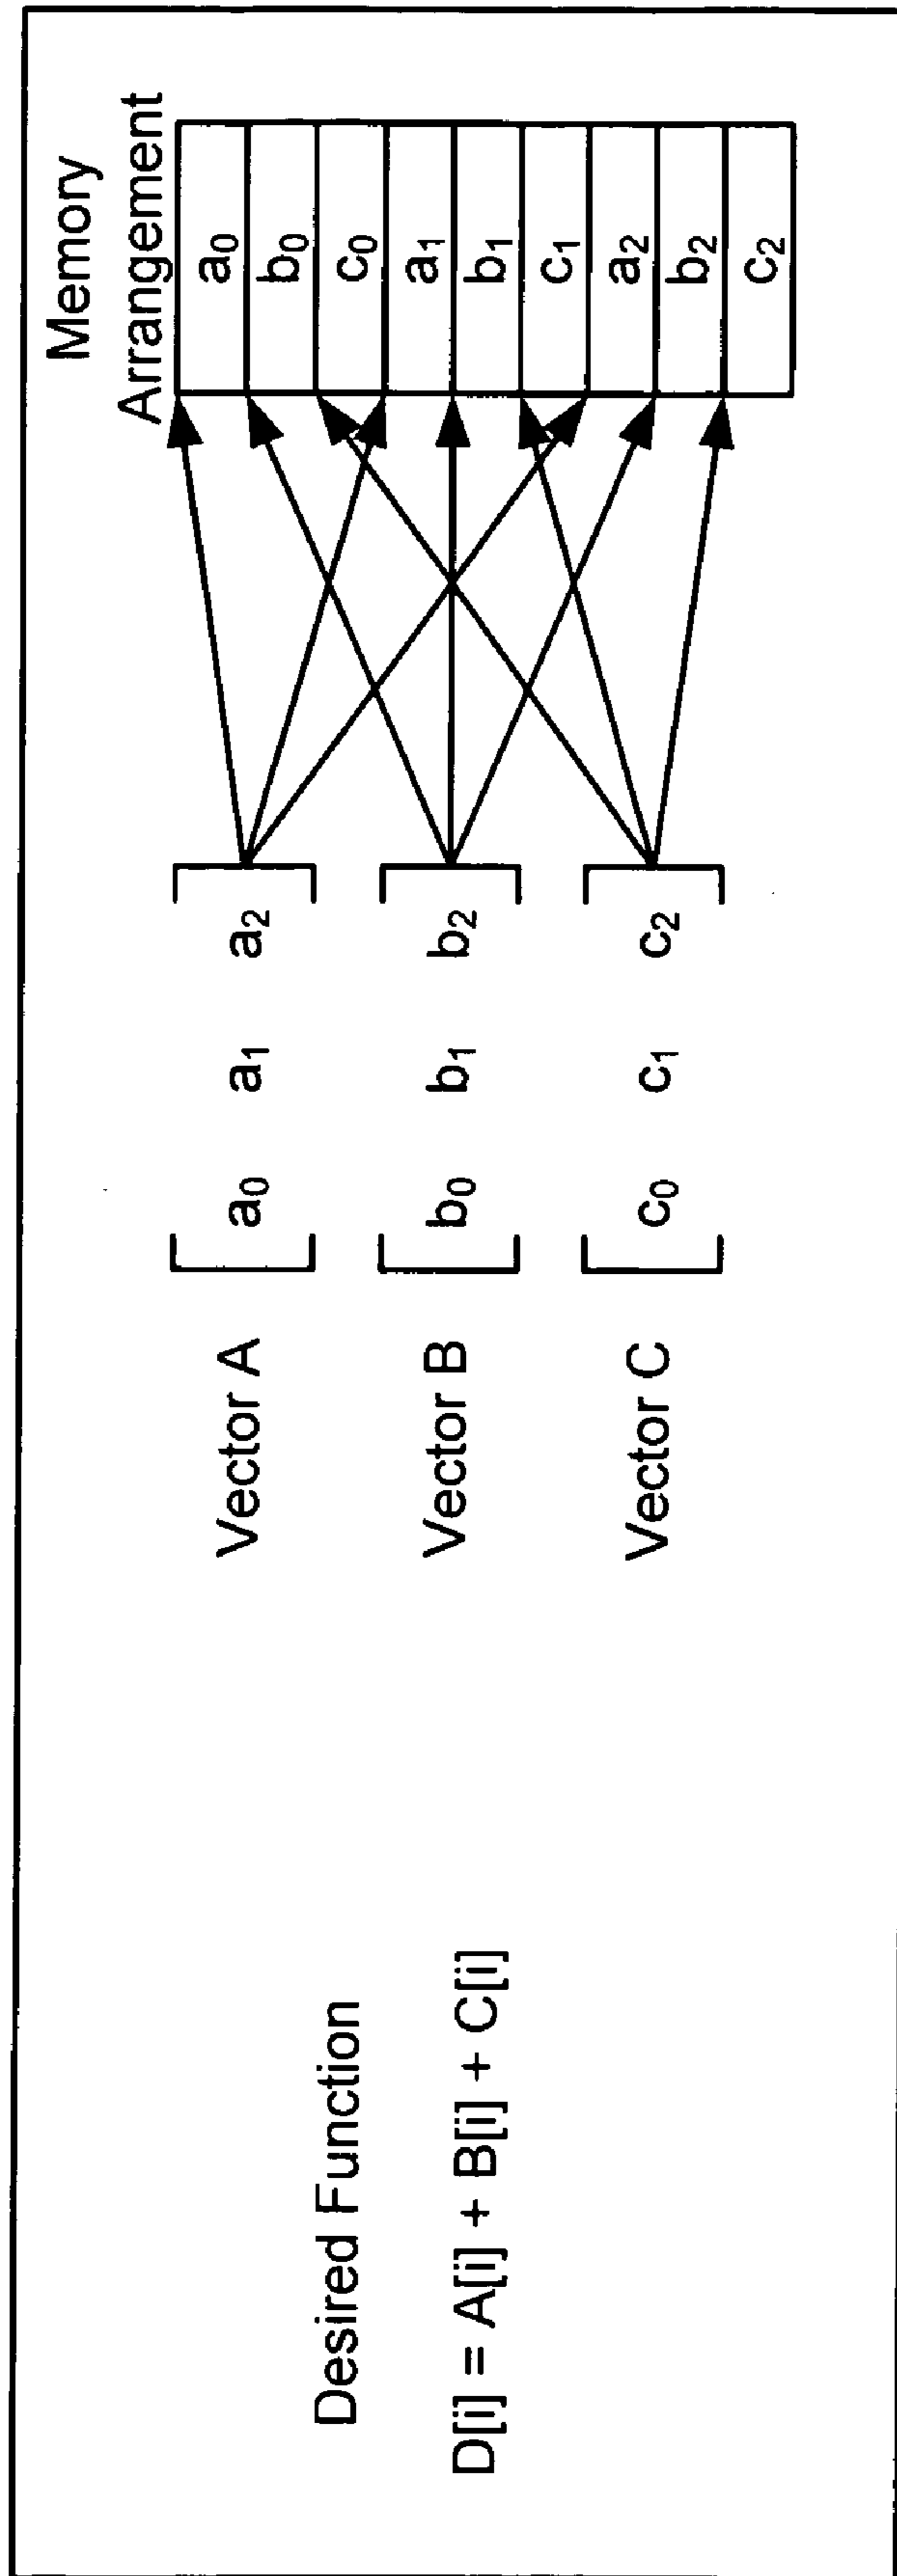 Desired Function
D[i] = A[i] + B[i] + C[i]
Vector A
a₀ a₁ a₂
Vector B
b₀ b₁ b₂
Vector C
c₀ c₁ c₂
Memory
Arrangement
a₀
b₀
c₀
a₁
b₁
c₁
a₂
b₂
c₂